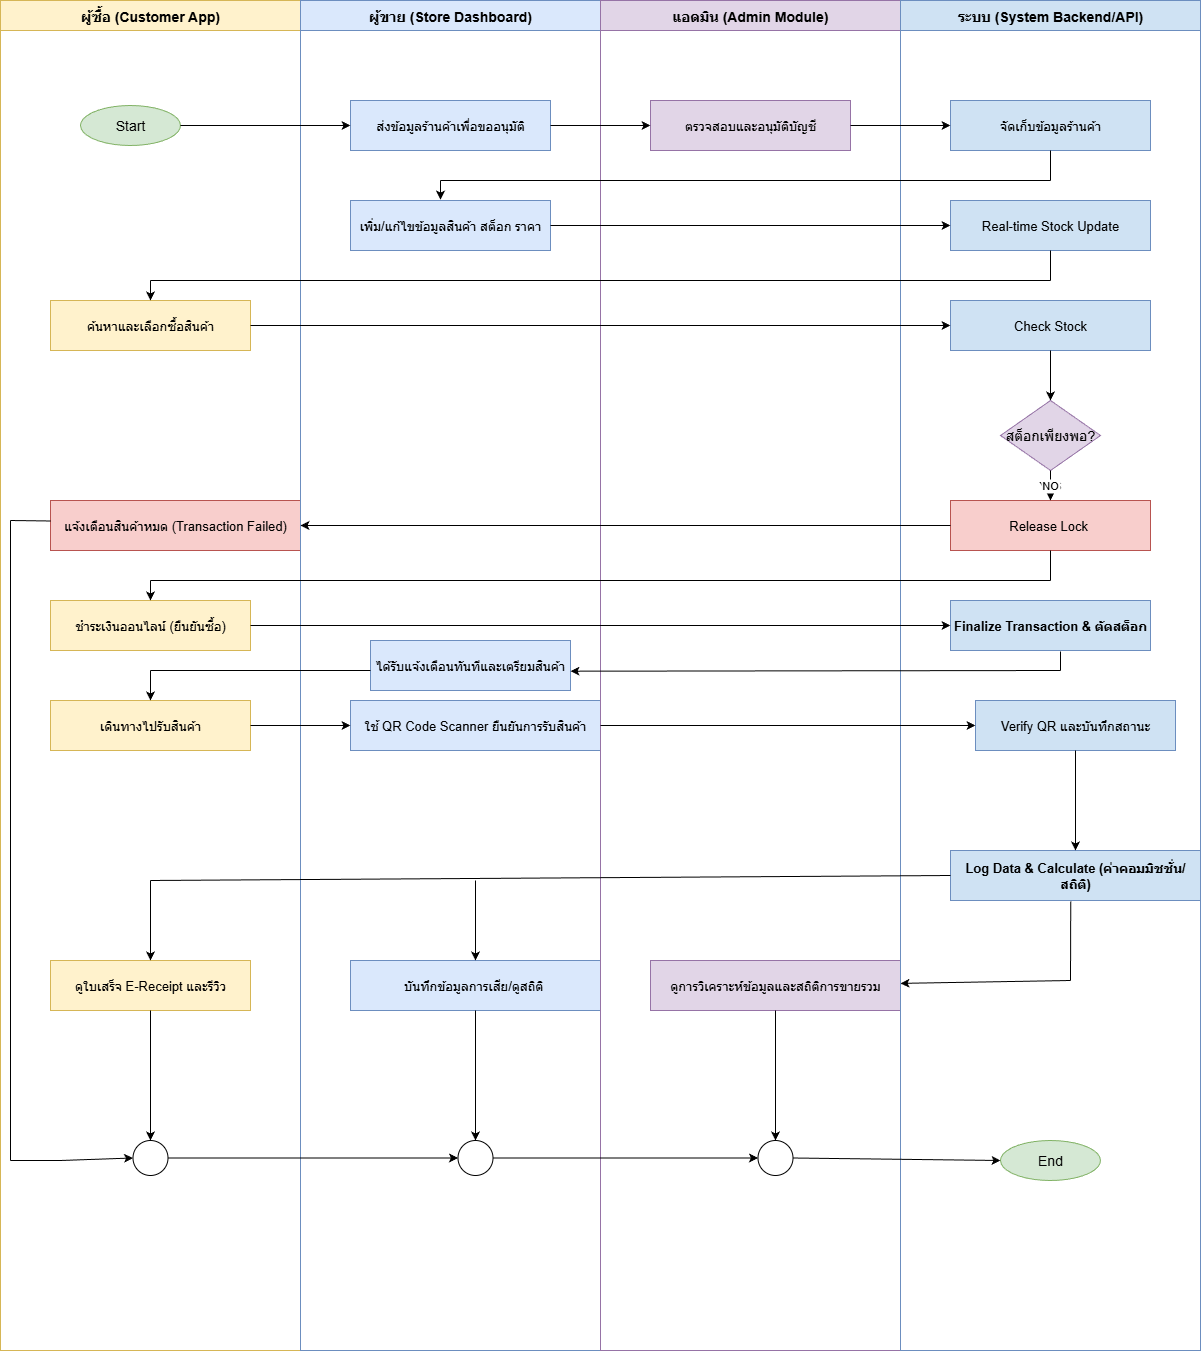 ผู้ซื้อ (Customer App)
ผู้ขาย (Store Dashboard)
แอดมิน (Admin Module)
ระบบ (System Backend/API)
Start
ส่งข้อมูลร้านค้าเพื่อขออนุมัติ
ตรวจสอบและอนุมัติบัญชี
จัดเก็บข้อมูลร้านค้า
เพิ่ม/แก้ไขข้อมูลสินค้า สต็อก ราคา
Real-time Stock Update
ค้นหาและเลือกซื้อสินค้า
Check Stock
สต็อกเพียงพอ?
`NO`
แจ้งเตือนสินค้าหมด (Transaction Failed)
Release Lock
ชำระเงินออนไลน์ (ยืนยันซื้อ)
Finalize Transaction & ตัดสต็อก
ได้รับแจ้งเตือนทันทีและเตรียมสินค้า
เดินทางไปรับสินค้า
ใช้ QR Code Scanner ยืนยันการรับสินค้า
Verify QR และบันทึกสถานะ
Log Data & Calculate (ค่าคอมมิชชั่น/
สถิติ)
ดูใบเสร็จ E-Receipt และรีวิว
บันทึกข้อมูลการเสีย/ดูสถิติ
ดูการวิเคราะห์ข้อมูลและสถิติการขายรวม
End